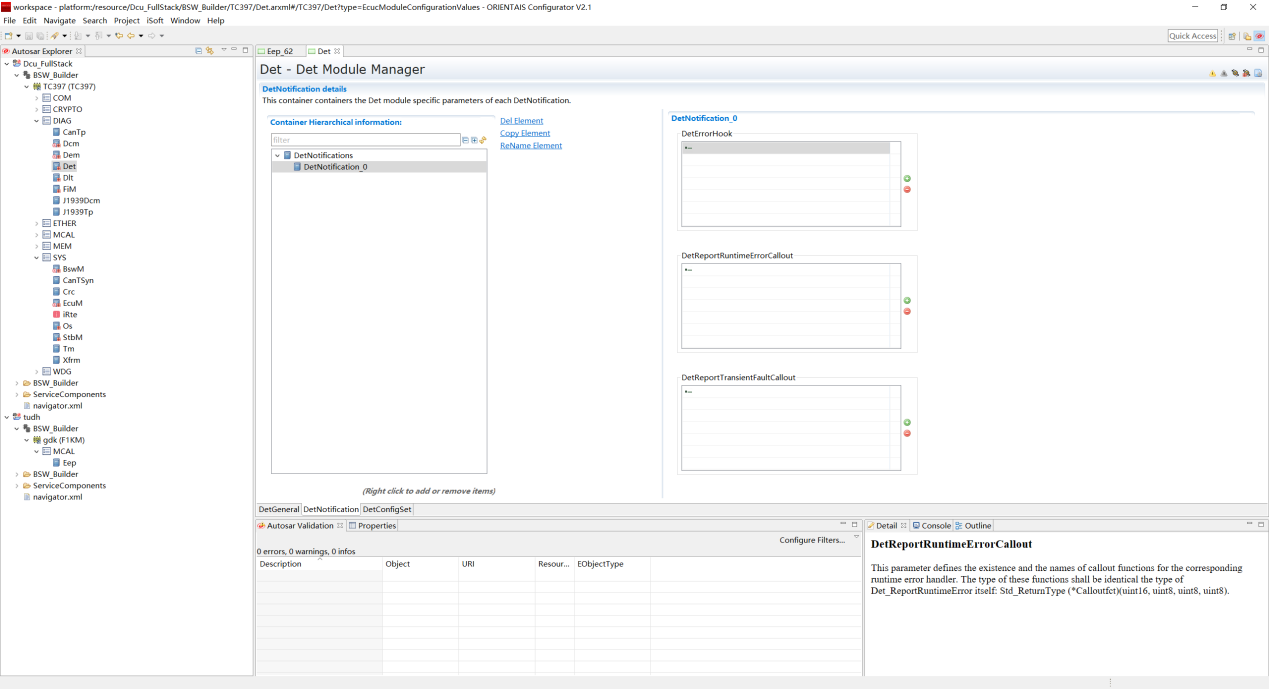 workspace - platform:/resource/Dcu_FullStack/BSW_Builder/TC397/Det.arxml#/TC397/Det?type=EcucModuleConfigurationValues - ORIENTAIS Configurator V2.1
File Edit Navigate Search Project iSoft Window Help
Quick Access
Autosar Explorer
Dcu_FullStack
BSW_Builder
TC397 (TC397)
COM
CRYPTO
DIAG
CanTp
Dcm
Dem
Det
Dlt
FiM
J1939Dcm
J1939Tp
ETHER
MCAL
MEM
SYS
BswM
CanTSyn
Crc
EcuM
iRte
Os
StbM
Tm
Xfrm
WDG
BSW_Builder
ServiceComponents
navigator.xml
tudh
BSW_Builder
gdk (F1KM)
MCAL
Eep
BSW_Builder
ServiceComponents
navigator.xml
Eep_62 Det
Det - Det Module Manager
DetNotification details
This container containers the Det module specific parameters of each DetNotification.
Container Hierarchical information:
filter
DetNotifications
DetNotification_0
Del Element
Copy Element
ReName Element
(Right click to add or remove items)
DetNotification_0
DetErrorHook
DetReportRuntimeErrorCallout
DetReportTransientFaultCallout
DetGeneral DetNotification DetConfigSet
Autosar Validation Properties
Configure Filters...
0 errors, 0 warnings, 0 infos
Description Object URI Resour... EObjectType
Detail Console Outline
DetReportRuntimeErrorCallout
This parameter defines the existence and the names of callout functions for the corresponding
runtime error handler. The type of these functions shall be identical the type of
Det_ReportRuntimeError itself: Std_ReturnType (*Calloutfct)(uint16, uint8, uint8, uint8).